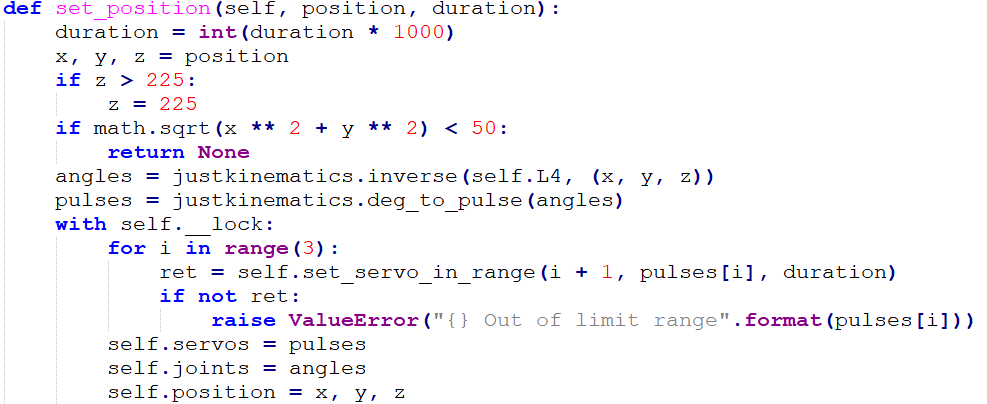 def set_position(self, position, duration):
    duration = int(duration * 1000)
    x, y, z = position
    if z > 225:
        z = 225
    if math.sqrt(x ** 2 + y ** 2) < 50:
        return None
    angles = justkinematics.inverse(self.L4, (x, y, z))
    pulses = justkinematics.deg_to_pulse(angles)
    with self.__lock:
        for i in range(3):
            ret = self.set_servo_in_range(i + 1, pulses[i], duration)
            if not ret:
                raise ValueError("{} Out of limit range".format(pulses[i]))
        self.servos = pulses
        self.joints = angles
        self.position = x, y, z